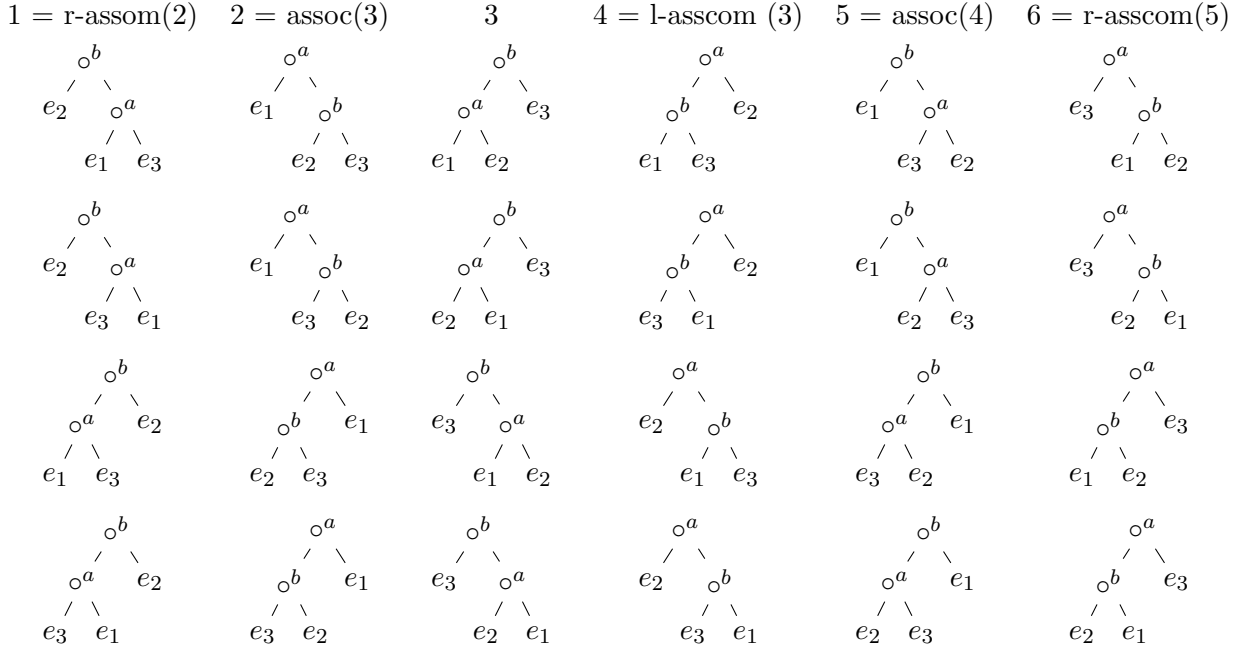 1 = r-assom(2) 2 = assoc(3) 3 4 = l-asscom (3) 5 = assoc(4) 6 = r-asscom(5)
∘b ∘a ∘b ∘a ∘b ∘a
e2 ∘a e1 ∘b ∘a e3 ∘b e2 e1 ∘a e3 ∘b
e1 e3 e2 e3 e1 e2 e1 e3 e3 e2 e1 e2
∘b ∘a ∘b ∘a ∘b ∘a
e2 ∘a e1 ∘b ∘a e3 ∘b e2 e1 ∘a e3 ∘b
e3 e1 e3 e2 e2 e1 e3 e1 e2 e3 e2 e1
∘b ∘a ∘b ∘a ∘b ∘a
∘a e2 ∘b e1 e3 ∘a e2 ∘b ∘a e1 ∘b e3
e1 e3 e2 e3 e1 e2 e1 e3 e3 e2 e1 e2
∘b ∘a ∘b ∘a ∘b ∘a
∘a e2 ∘b e1 e3 ∘a e2 ∘b ∘a e1 ∘b e3
e3 e1 e3 e2 e2 e1 e3 e1 e2 e3 e2 e1